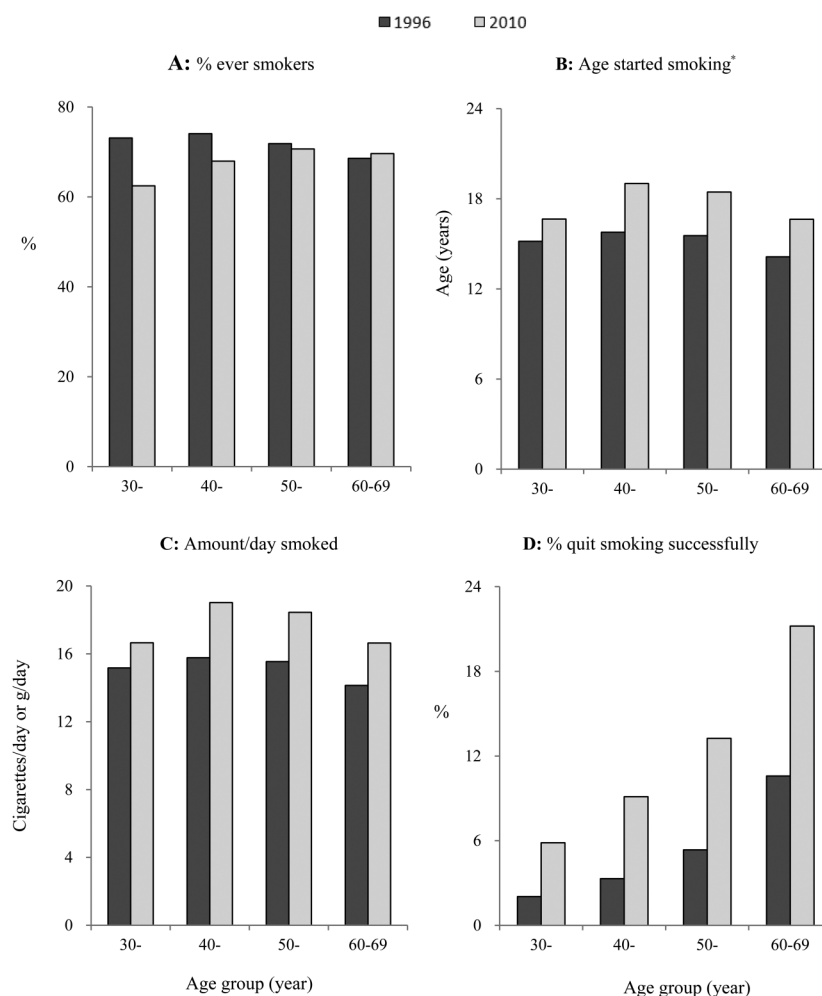 1996 2010
A: % ever smokers
80
60
%
40
20
0
30- 40- 50- 60-69
B: Age started smoking*
24
18
Age (years)
12
6
0
30- 40- 50- 60-69
C: Amount/day smoked
20
16
Cigarettes/day or g/day
12
8
4
0
30- 40- 50- 60-69
Age group (year)
D: % quit smoking successfully
24
18
%
12
6
0
30- 40- 50- 60-69
Age group (year)